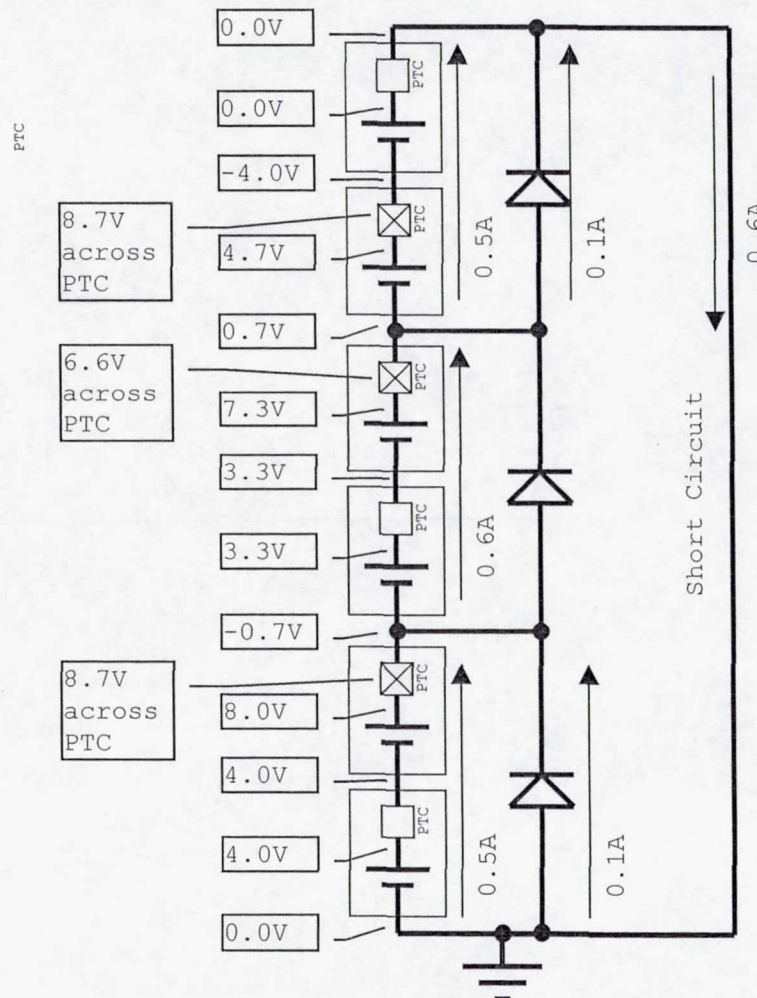 0.0V
PTC
0.0V
PTC
-4.0V
8.7V
across
PTC
PTC
4.7V
0.5A
0.1A
0.6A
0.7V
6.6V
across
PTC
PTC
7.3V
3.3V
Short Circuit
PTC
3.3V
0.6A
-0.7V
8.7V
across
PTC
PTC
8.0V
4.0V
PTC
4.0V
0.5A
0.1A
0.0V